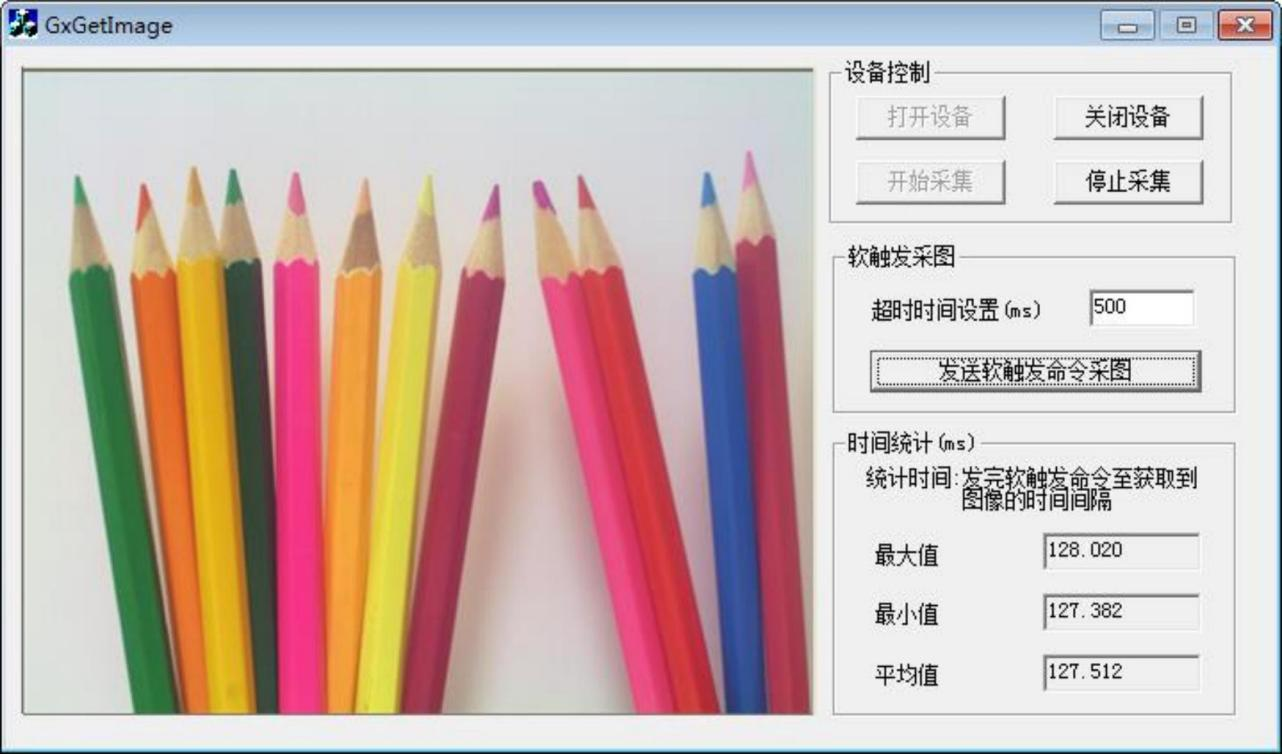 GxGetImage
设备控制
打开设备
关闭设备
开始采集
停止采集
软触发采图
超时时间设置(ms)
500
发送软触发命令采图
时间统计(ms)
统计时间:发完软触发命令至获取到
图像的时间间隔
最大值
128.020
最小值
127.382
平均值
127.512